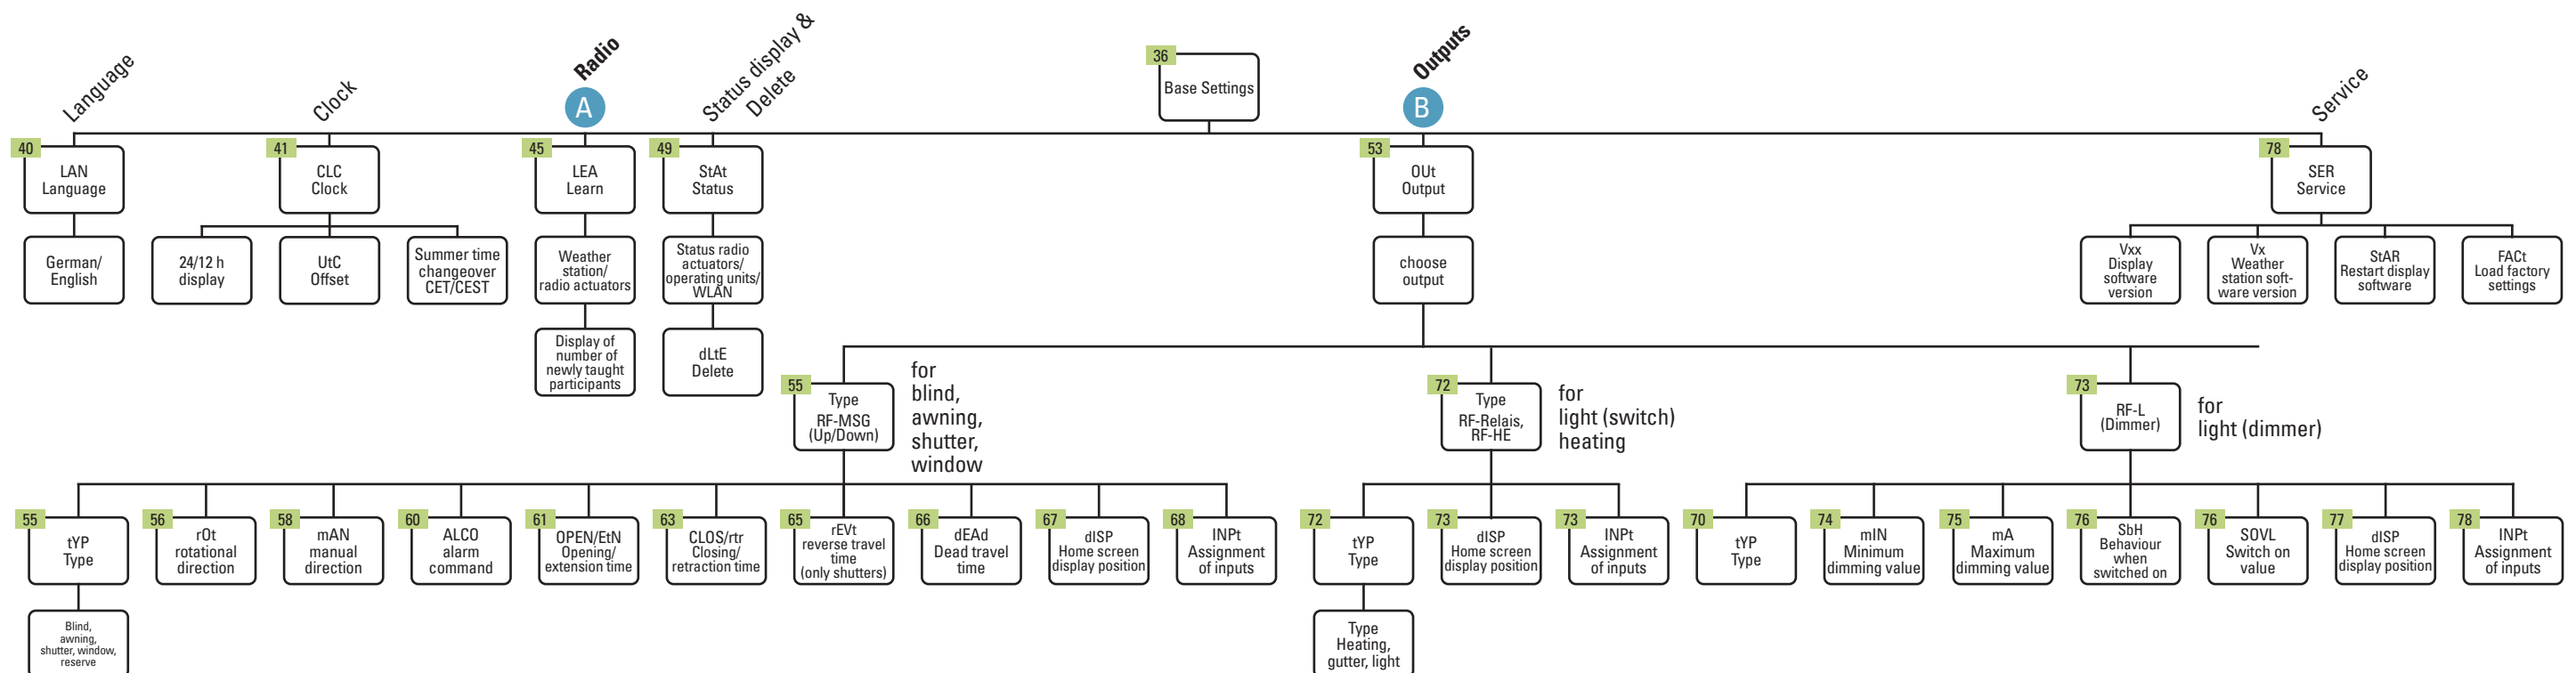 Language
Clock
Radio
A
Status display &
Delete
36
Base Settings
Outputs
B
Service
40
LAN
Language
41
CLC
Clock
45
LEA
Learn
49
StAt
Status
53
OUt
Output
78
SER
Service
German/
English
24/12 h
display
UtC
Offset
Summer time
changeover
CET/CEST
Weather
station/
radio actuators
Status radio
actuators/
operating units/
WLAN
choose
output
Vxx
Display
software
version
Vx
Weather
station soft-
ware version
StAR
Restart display
software
FACt
Load factory
settings
Display of
number of
newly taught
participants
dLtE
Delete
55
Type
RF-MSG
(Up/Down)
for
blind,
awning,
shutter,
window
72
Type
RF-Relais,
RF-HE
for
light (switch)
heating
73
RF-L
(Dimmer)
for
light (dimmer)
55
tYP
Type
56
rOt
rotational
direction
58
mAN
manual
direction
60
ALCO
alarm
command
61
OPEN/EtN
Opening/
extension time
63
CLOS/rtr
Closing/
retraction time
65
rEVt
reverse travel
time
(only shutters)
66
dEAd
Dead travel
time
67
dISP
Home screen
display position
68
INPt
Assignment
of inputs
72
tYP
Type
73
dISP
Home screen
display position
73
INPt
Assignment
of inputs
70
tYP
Type
74
mIN
Minimum
dimming value
75
mA
Maximum
dimming value
76
SbH
Behaviour
when
switched on
76
SOVL
Switch on
value
77
dISP
Home screen
display position
78
INPt
Assignment
of inputs
Blind,
awning,
shutter, window,
reserve
Type
Heating,
gutter, light